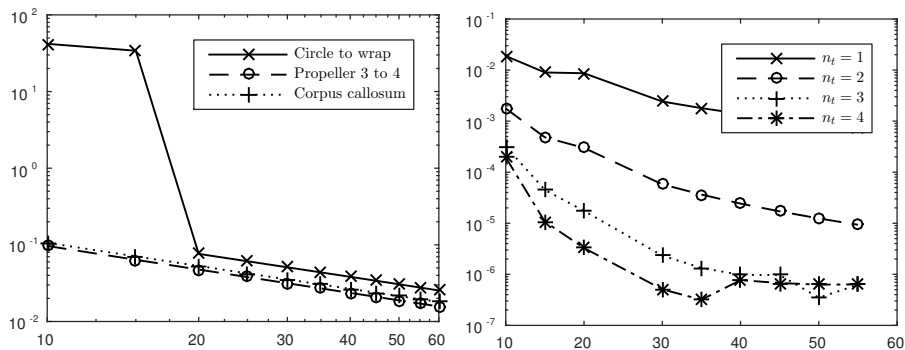 10^2
10^1
10^0
10^-1
10^-2
10 20 30 40 50 60
Circle to wrap
Propeller 3 to 4
Corpus callosum
10^-1
10^-2
10^-3
10^-4
10^-5
10^-6
10^-7
10 20 30 40 50 60
n_t = 1
n_t = 2
n_t = 3
n_t = 4